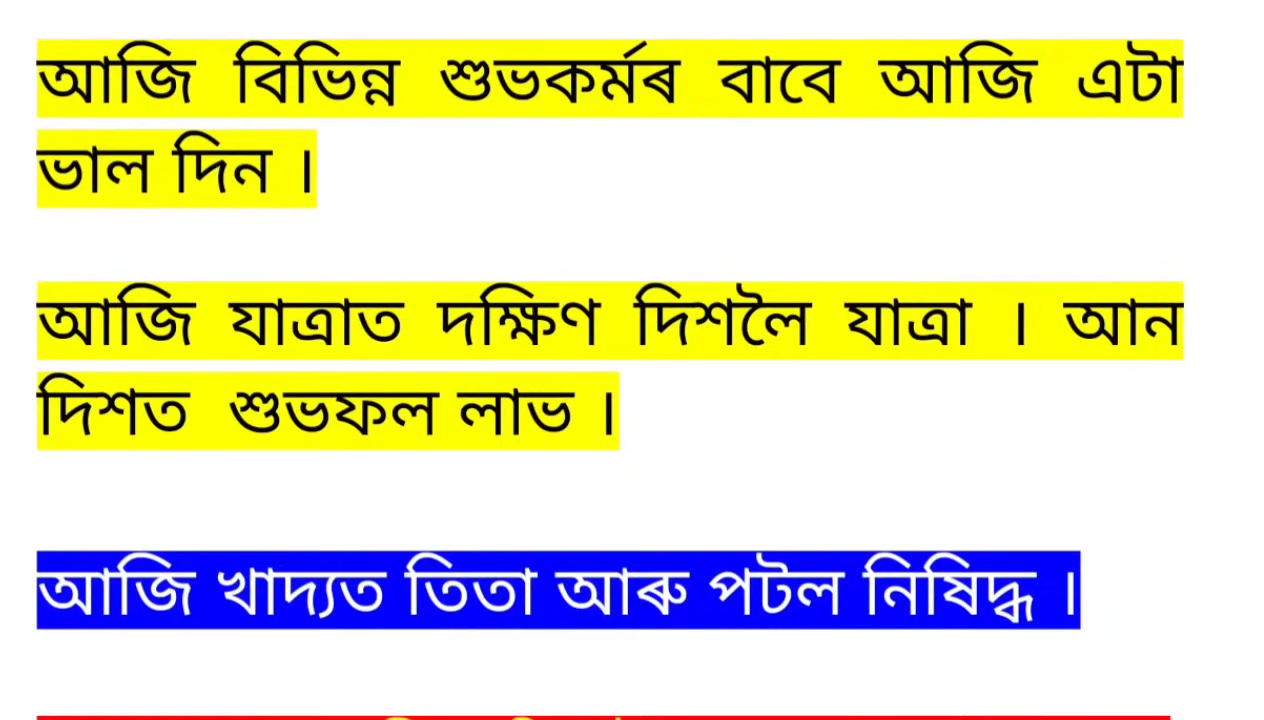 আজি বিভিন্ন শুভকৰ্মৰ বাবে আজি এটা
ভাল দিন ।
আজি যাত্ৰাত দক্ষিণ দিশলৈ যাত্ৰা । আন
দিশত শুভফল লাভ ।
আজি খাদ্যত তিতা আৰু পটল নিষিদ্ধ ।